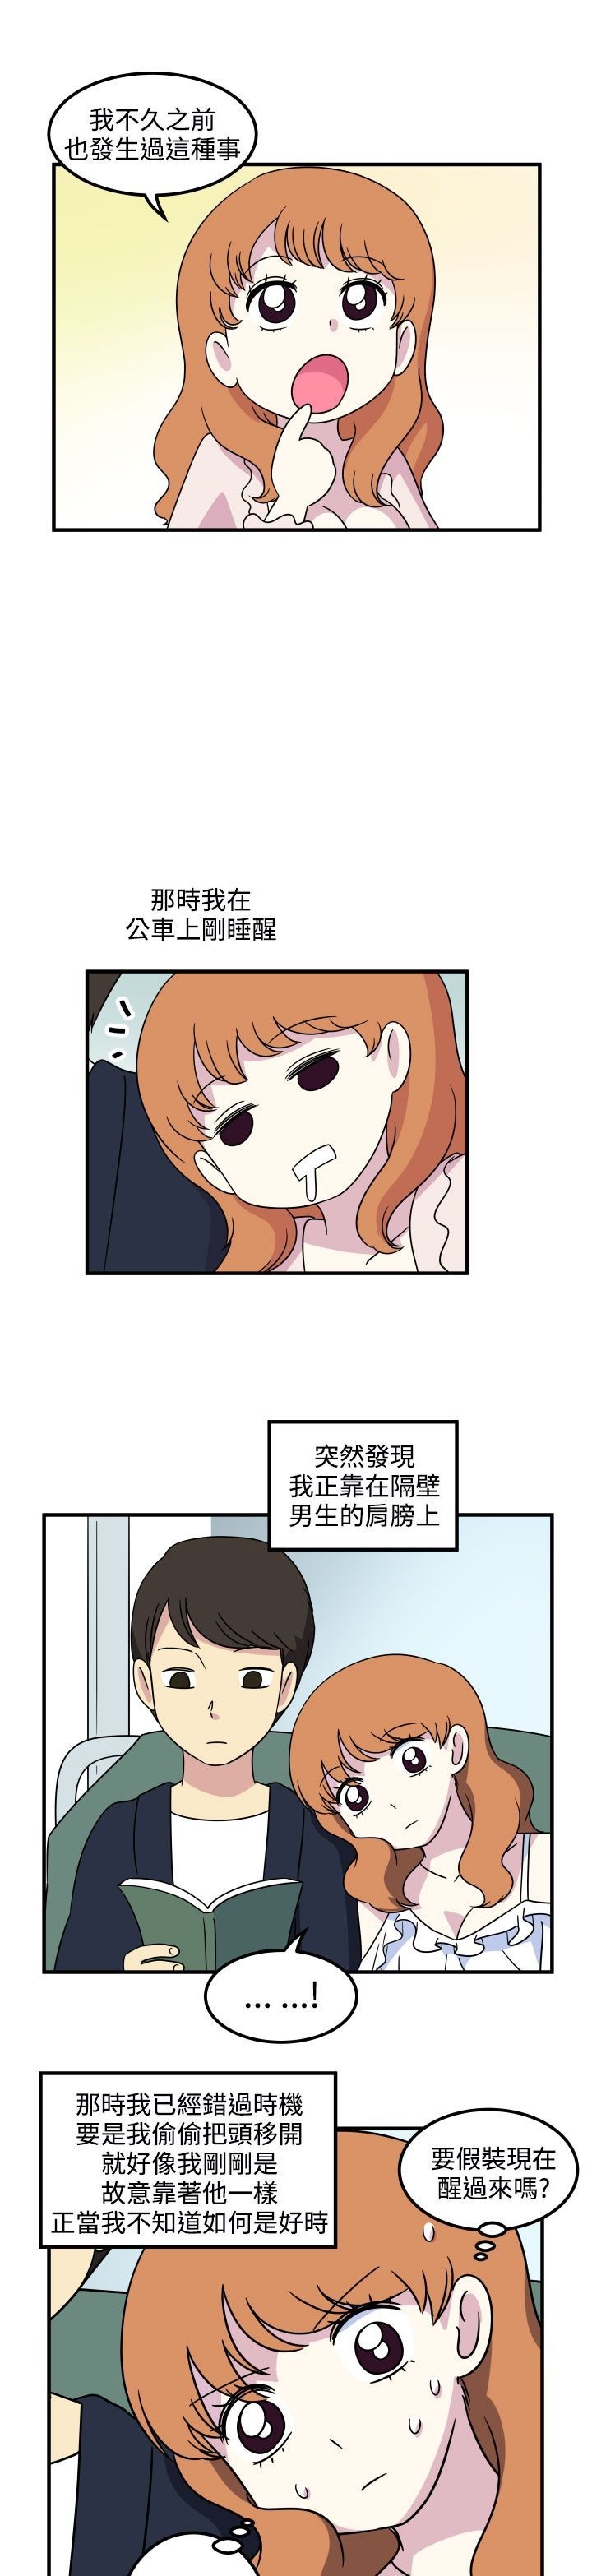 我不久之前
也發生過這種事
那時我在
公車上剛睡醒
突然發現
我正靠在隔壁
男生的肩膀上
... ...!
那時我已經錯過時機
要是我偷偷把頭移開
就好像我剛剛是
故意靠著他一樣
正當我不知道如何是好時
要假裝現在
醒過來嗎?